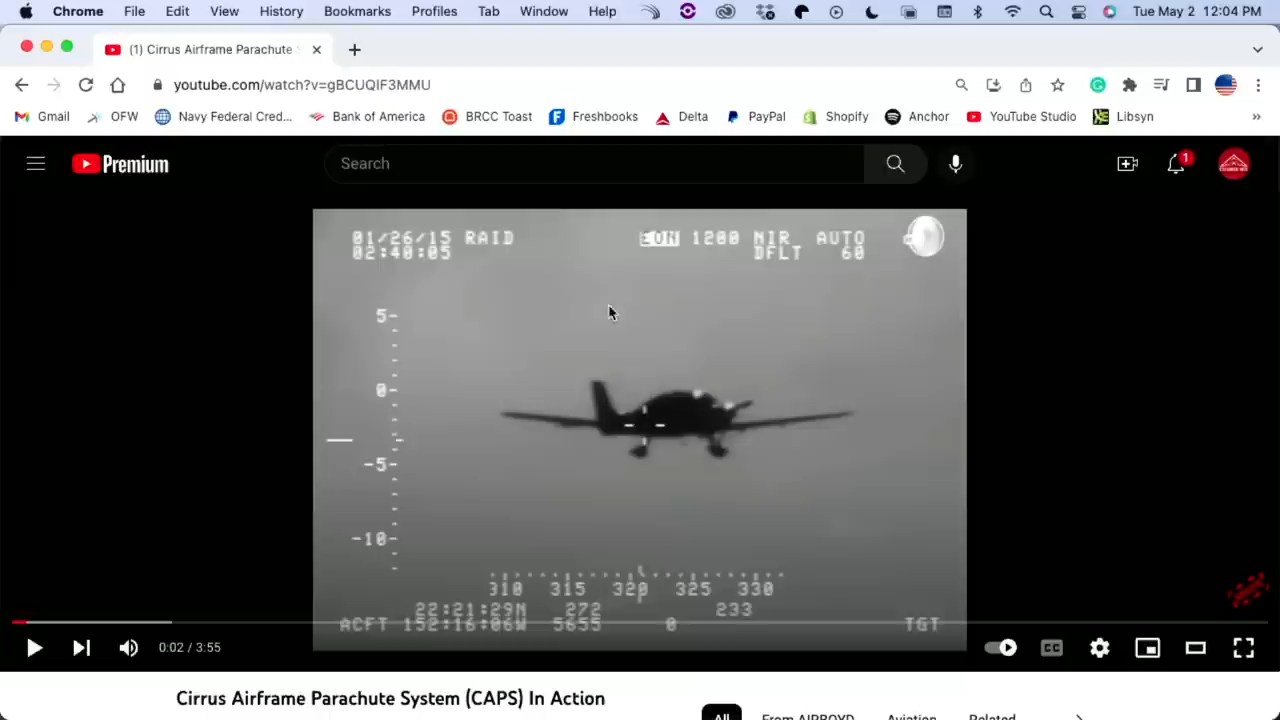 Chrome File Edit View History Bookmarks Profiles Tab Window Help Tue May 2 12:04 PM
(1) Cirrus Airframe Parachute
youtube.com/watch?v=gBCUQIF3MMU
Gmail OFW Navy Federal Cred... Bank of America BRCC Toast Freshbooks Delta PayPal Shopify Anchor YouTube Studio Libsyn »
Premium Search 1
01/26/15 RAID EON 1200 NIR AUTO
02:40:05 DFLT 60
5-
0-
-5-
-10-
310 315 320 325 330
22:21:29N 272 233
ACFT 152:16:06W 5655 0 TGT
0:02 / 3:55 CC
Cirrus Airframe Parachute System (CAPS) In Action
All From AIRBOYD Aviation Related